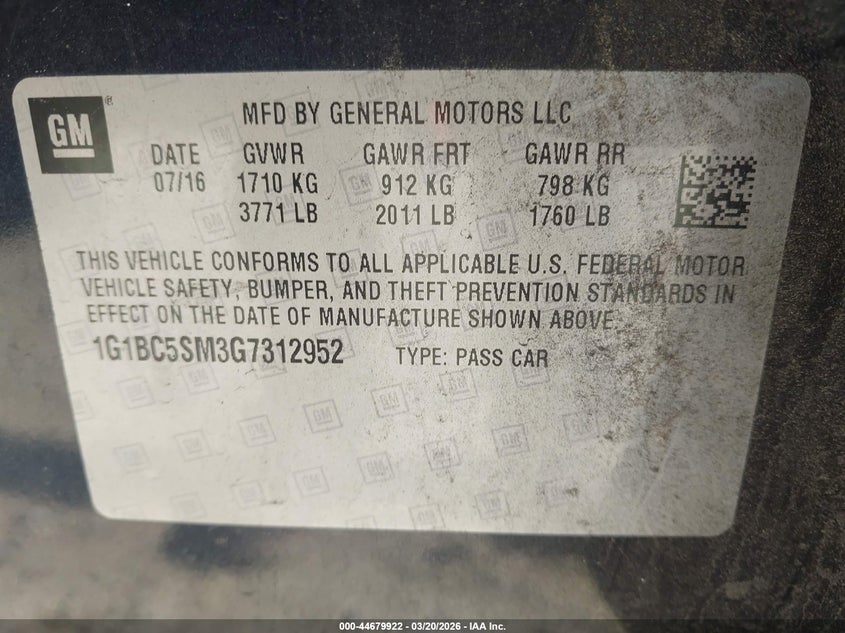 GM
MFD BY GENERAL MOTORS LLC
DATE GVWR GAWR FRT GAWR RR
07/16 1710 KG 912 KG 798 KG
3771 LB 2011 LB 1760 LB
THIS VEHICLE CONFORMS TO ALL APPLICABLE U.S. FEDERAL MOTOR
VEHICLE SAFETY, BUMPER, AND THEFT PREVENTION STANDARDS IN
EFFECT ON THE DATE OF MANUFACTURE SHOWN ABOVE.
1G1BC5SM3G7312952 TYPE: PASS CAR
000-44679922 | 03/20/2026 - IAA Inc.